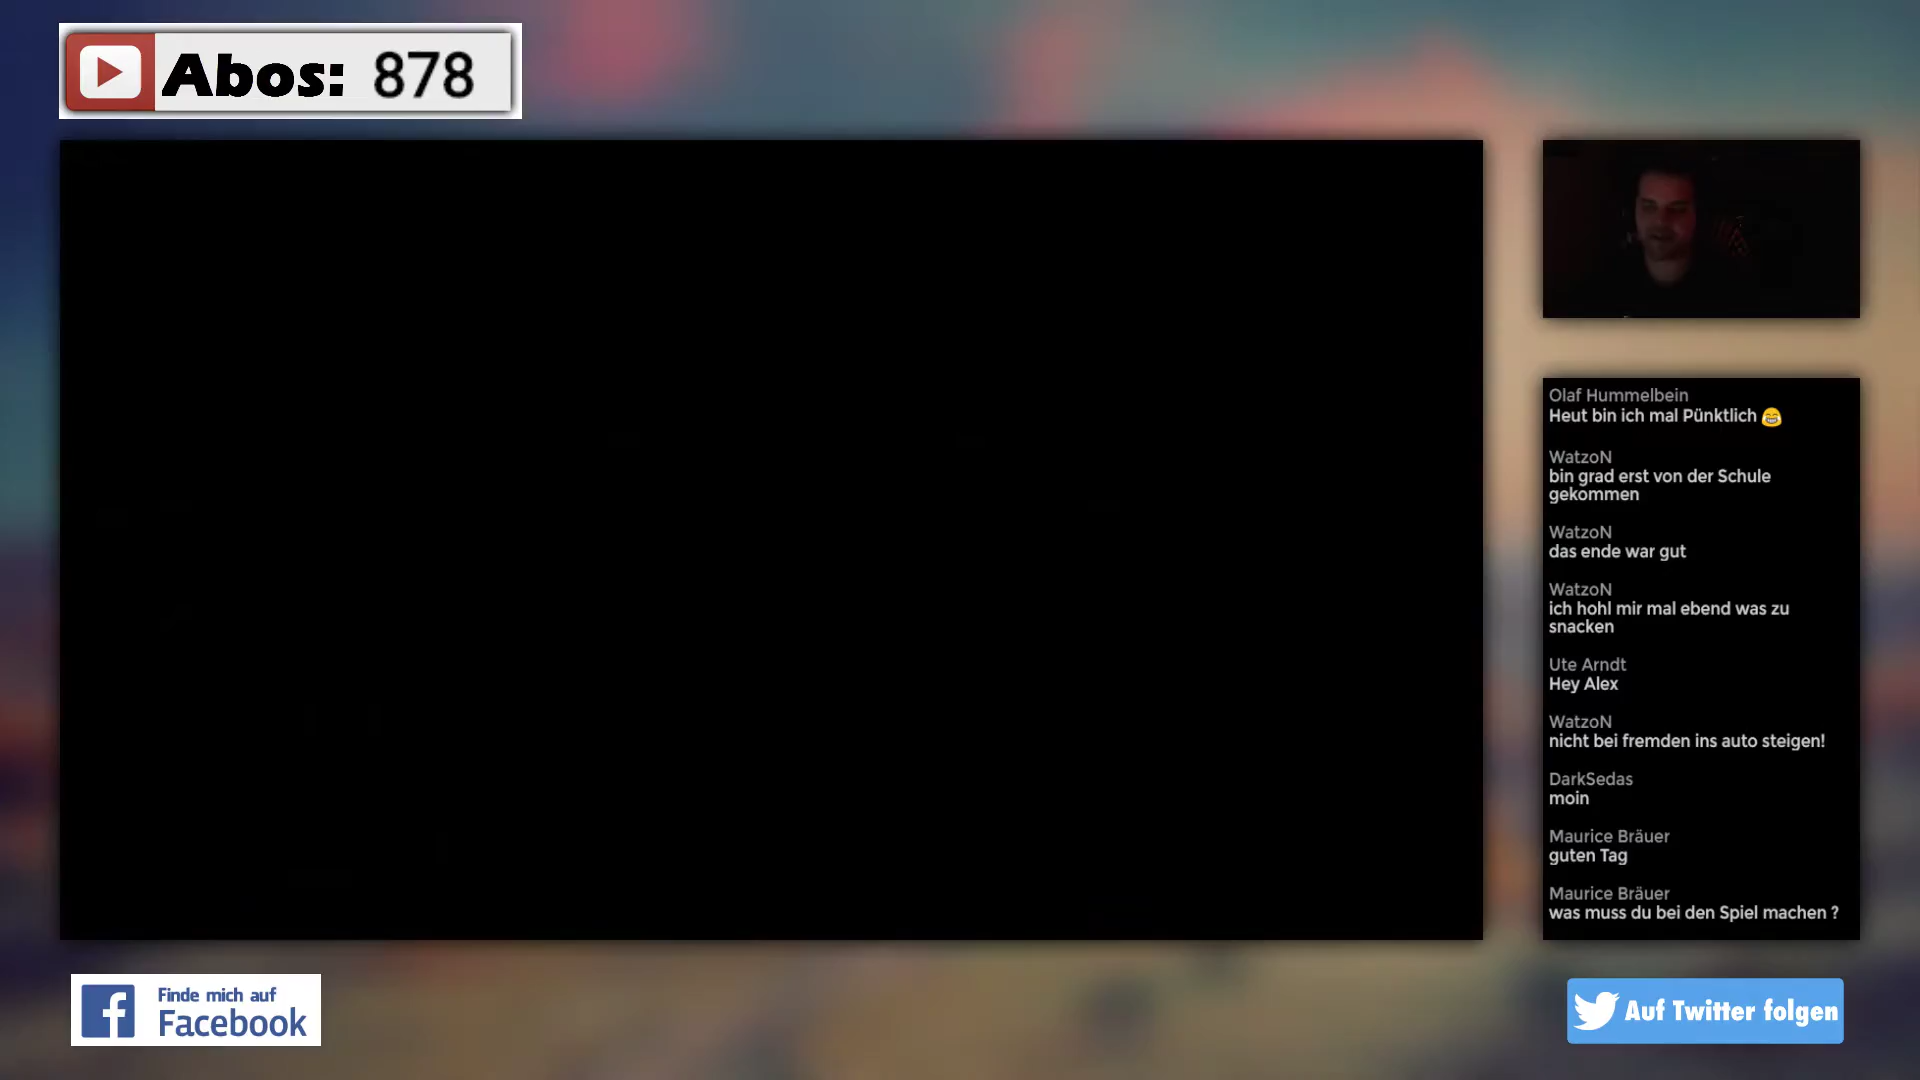 Abos: 878
Olaf Hummelbein
Heut bin ich mal Pünktlich 😂
WatzoN
bin grad erst von der Schule
gekommen
WatzoN
das ende war gut
WatzoN
ich hohl mir mal ebend was zu
snacken
Ute Arndt
Hey Alex
WatzoN
nicht bei fremden ins auto steigen!
DarkSedas
moin
Maurice Bräuer
guten Tag
Maurice Bräuer
was muss du bei den Spiel machen ?
Finde mich auf
Facebook
Auf Twitter folgen